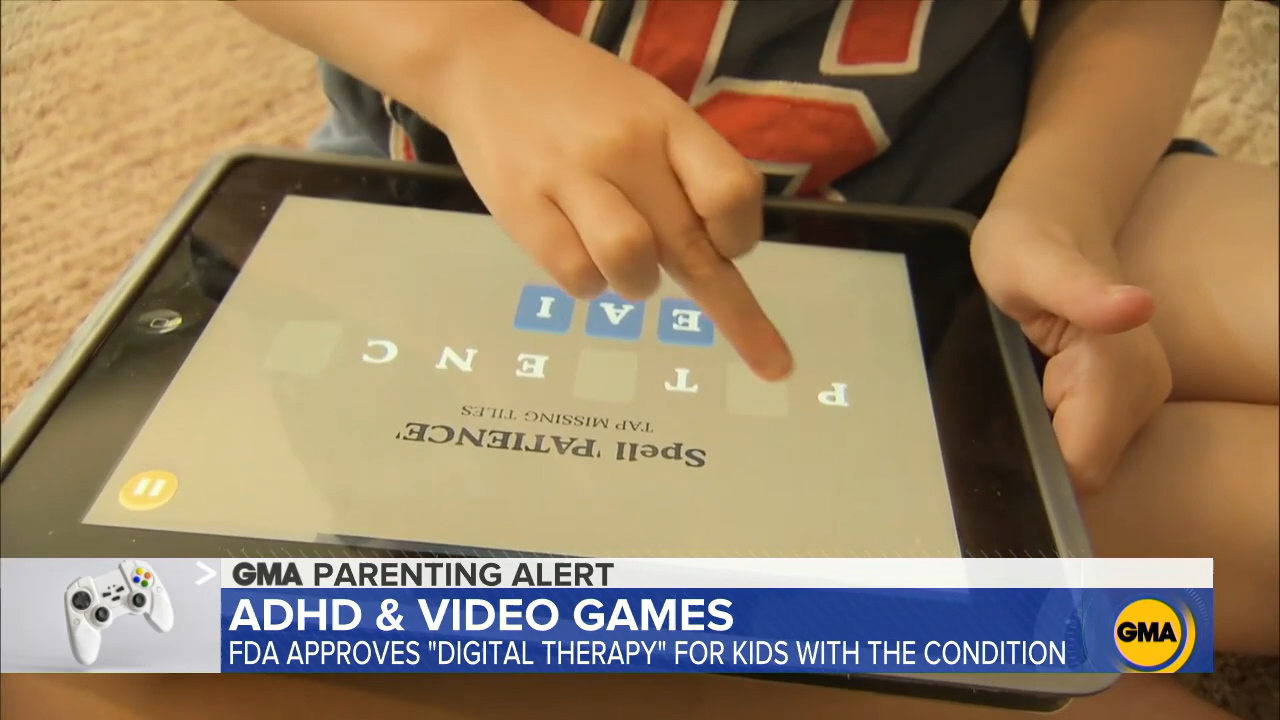 Spell 'PATIENCE'
TAP MISSING TILES
P T E N C
E A I
GMA PARENTING ALERT
ADHD & VIDEO GAMES
FDA APPROVES "DIGITAL THERAPY" FOR KIDS WITH THE CONDITION
GMA